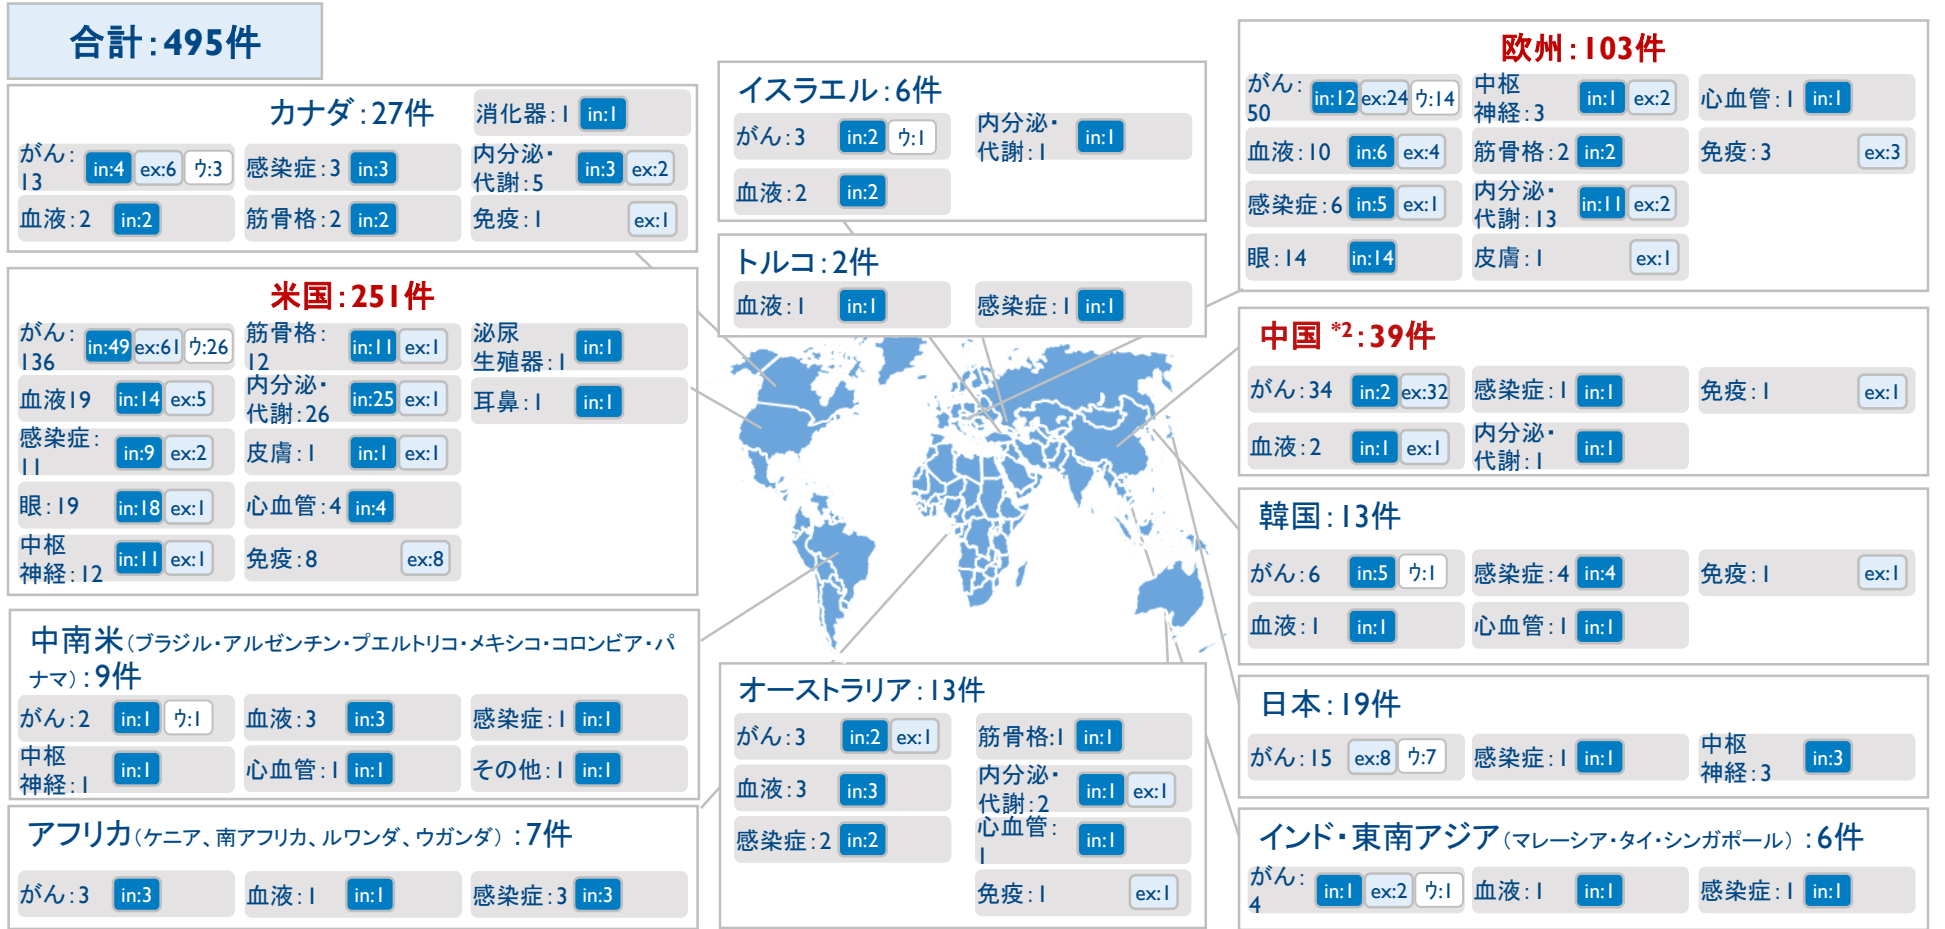 合計：495件
カナダ：27件
消化器：1 in:1
がん：
13 in:4 ex:6 ウ:3
感染症：3 in:3
内分泌・
代謝：5 in:3 ex:2
血液：2 in:2
筋骨格：2 in:2
免疫：1 ex:1
米国：251件
がん：
136 in:49 ex:61 ウ:26
筋骨格：
12 in:11 ex:1
泌尿
生殖器：1 in:1
血液19 in:14 ex:5
内分泌・
代謝：26 in:25 ex:1
耳鼻：1 in:1
感染症：
11 in:9 ex:2
皮膚：1 in:1 ex:1
眼：19 in:18 ex:1
心血管：4 in:4
中枢
神経：12 in:11 ex:1
免疫：8 ex:8
中南米（ブラジル・アルゼンチン・プエルトリコ・メキシコ・コロンビア・パ
ナマ）：9件
がん：2 in:1 ウ:1
血液：3 in:3
感染症：1 in:1
中枢
神経：1 in:1
心血管：1 in:1
その他：1 in:1
アフリカ（ケニア、南アフリカ、ルワンダ、ウガンダ）：7件
がん：3 in:3
血液：1 in:1
感染症：3 in:3
イスラエル：6件
がん：3 in:2 ウ:1
内分泌・
代謝：1 in:1
血液：2 in:2
トルコ：2件
血液：1 in:1
感染症：1 in:1
オーストラリア：13件
がん：3 in:2 ex:1
筋骨格:1 in:1
血液：3 in:3
内分泌・
代謝：2 in:1 ex:1
感染症：2 in:2
心血管：
1 in:1
免疫：1 ex:1
欧州：103件
がん：
50 in:12 ex:24 ウ:14
中枢
神経：3 in:1 ex:2
心血管：1 in:1
血液：10 in:6 ex:4
筋骨格：2 in:2
免疫：3 ex:3
感染症：6 in:5 ex:1
内分泌・
代謝：13 in:11 ex:2
眼：14 in:14
皮膚：1 ex:1
中国 *2：39件
がん：34 in:2 ex:32
感染症：1 in:1
免疫：1 ex:1
血液：2 in:1 ex:1
内分泌・
代謝：1 in:1
韓国：13件
がん：6 in:5 ウ:1
感染症：4 in:4
免疫：1 ex:1
血液：1 in:1
心血管：1 in:1
日本：19件
がん：15 ex:8 ウ:7
感染症：1 in:1
中枢
神経：3 in:3
インド・東南アジア（マレーシア・タイ・シンガポール）：6件
がん：
4 in:1 ex:2 ウ:1
血液：1 in:1
感染症：1 in:1